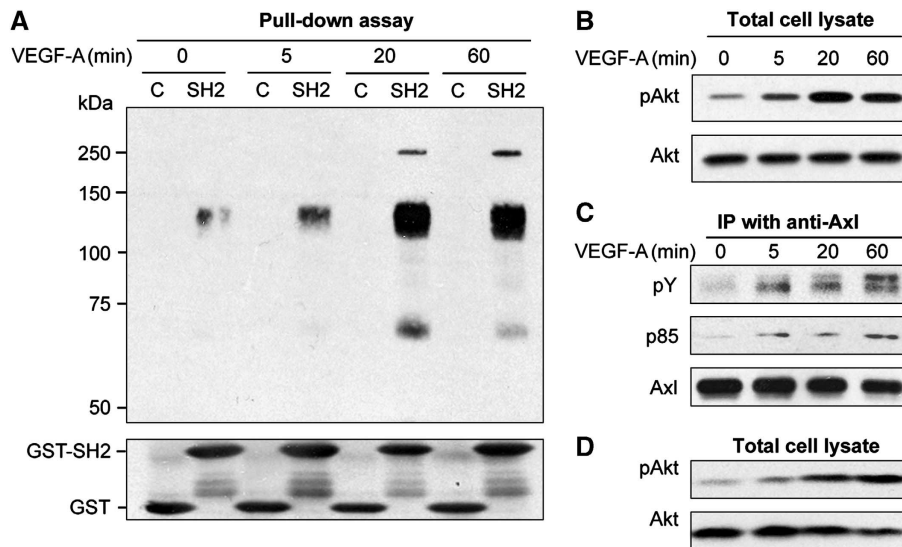 A
Pull-down assay
VEGF-A (min) 0 5 20 60
C SH2 C SH2 C SH2 C SH2
kDa
250
150
100
75
50
GST-SH2
GST
B
Total cell lysate
VEGF-A (min) 0 5 20 60
pAkt
Akt
C
IP with anti-Axl
VEGF-A (min) 0 5 20 60
pY
p85
Axl
D
Total cell lysate
pAkt
Akt